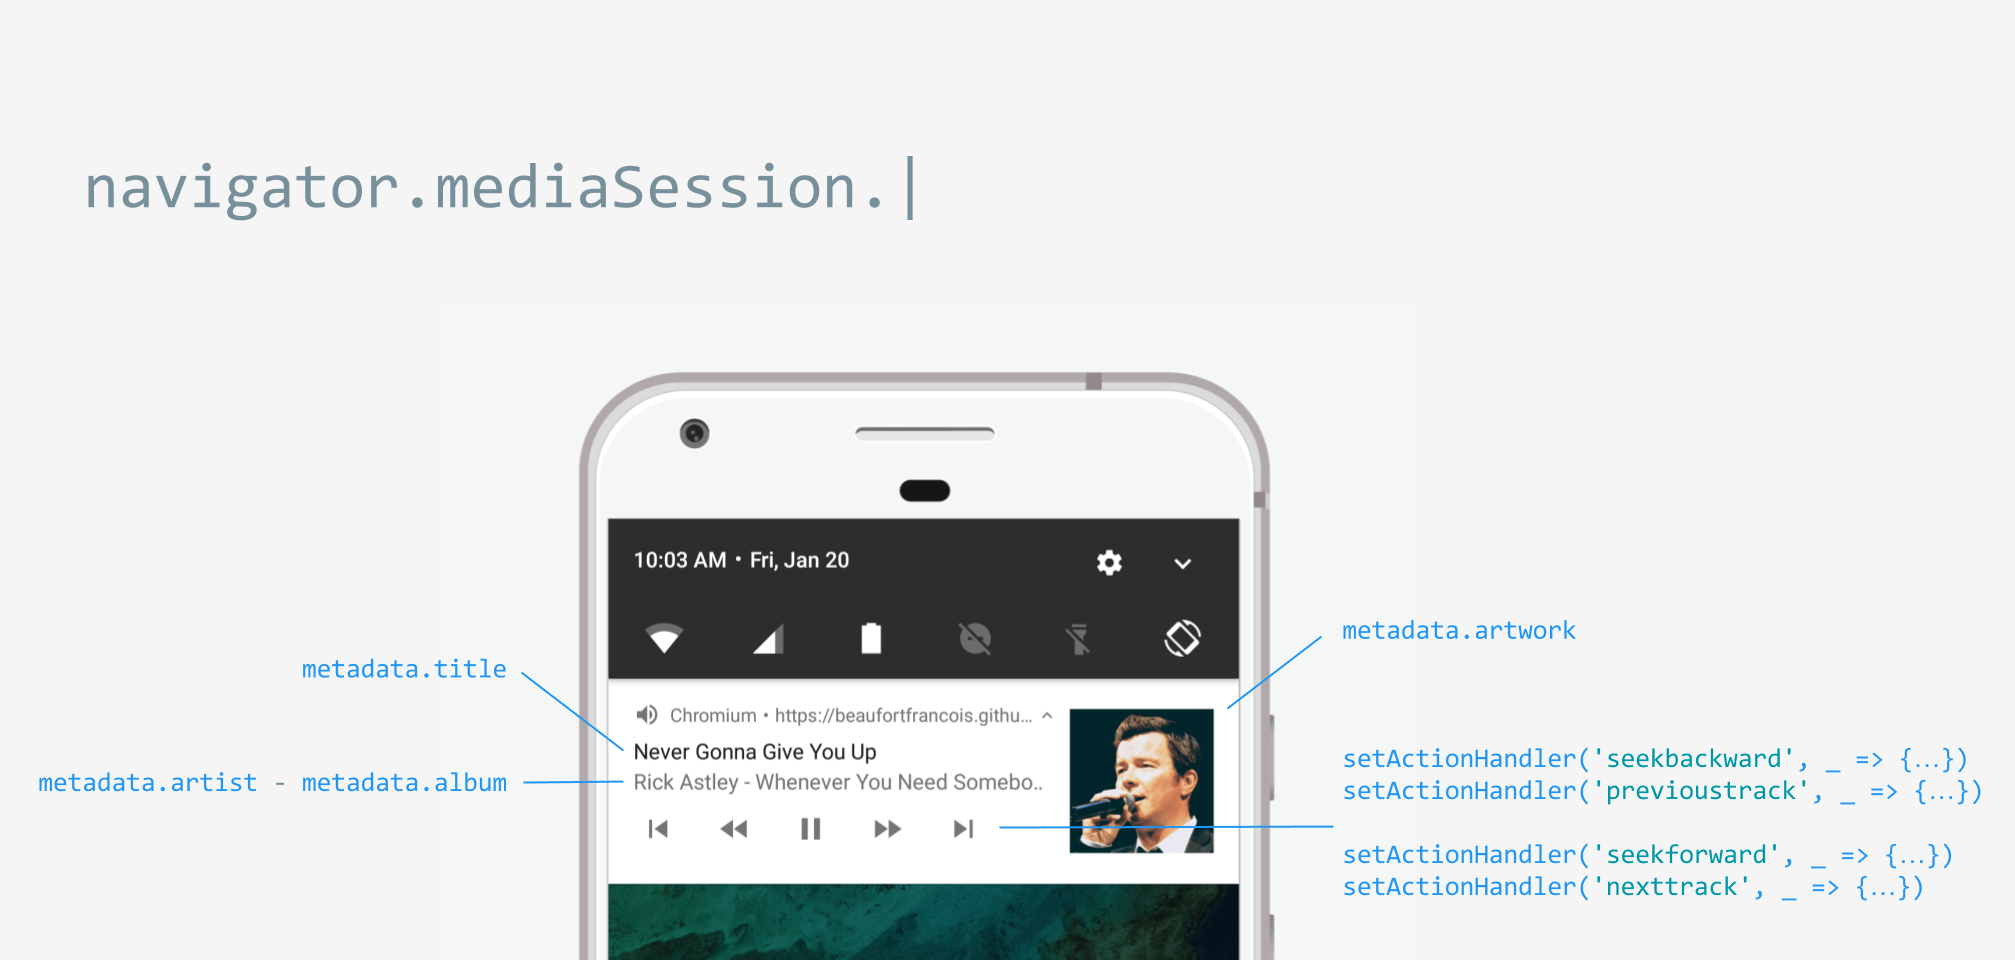 navigator.mediaSession.|
10:03 AM • Fri, Jan 20
metadata.artwork
metadata.title
Chromium • https://beaufortfrancois.githu...
Never Gonna Give You Up
metadata.artist - metadata.album
Rick Astley - Whenever You Need Somebo..
setActionHandler('seekbackward', _ => {...})
setActionHandler('previoustrack', _ => {...})
setActionHandler('seekforward', _ => {...})
setActionHandler('nexttrack', _ => {...})